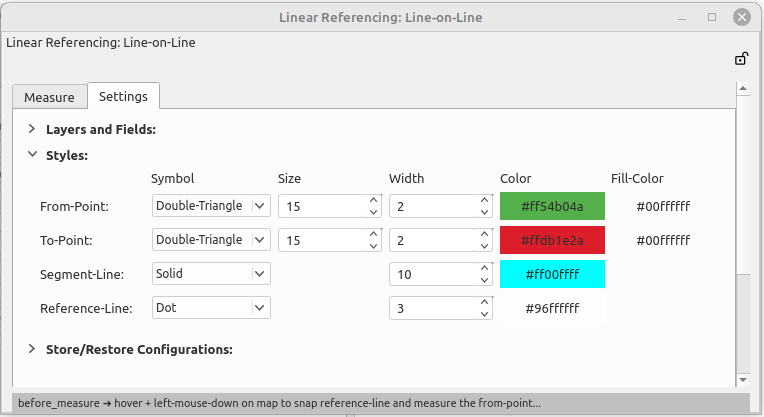 Linear Referencing: Line-on-Line
Linear Referencing: Line-on-Line
Measure Settings
Layers and Fields:
Styles:
Symbol Size Width Color Fill-Color
From-Point: Double-Triangle 15 2 #ff54b04a #00ffffff
To-Point: Double-Triangle 15 2 #ffdb1e2a #00ffffff
Segment-Line: Solid 10 #ff00ffff
Reference-Line: Dot 3 #96ffffff
Store/Restore Configurations:
before_measure ➜ hover + left-mouse-down on map to snap reference-line and measure the from-point...